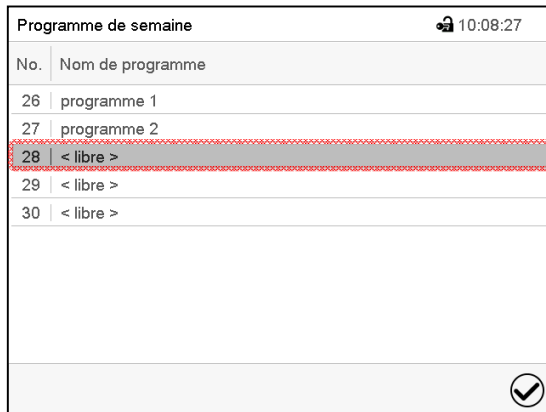 Programme de semaine 10:08:27
No. Nom de programme
26 programme 1
27 programme 2
28 < libre >
29 < libre >
30 < libre >